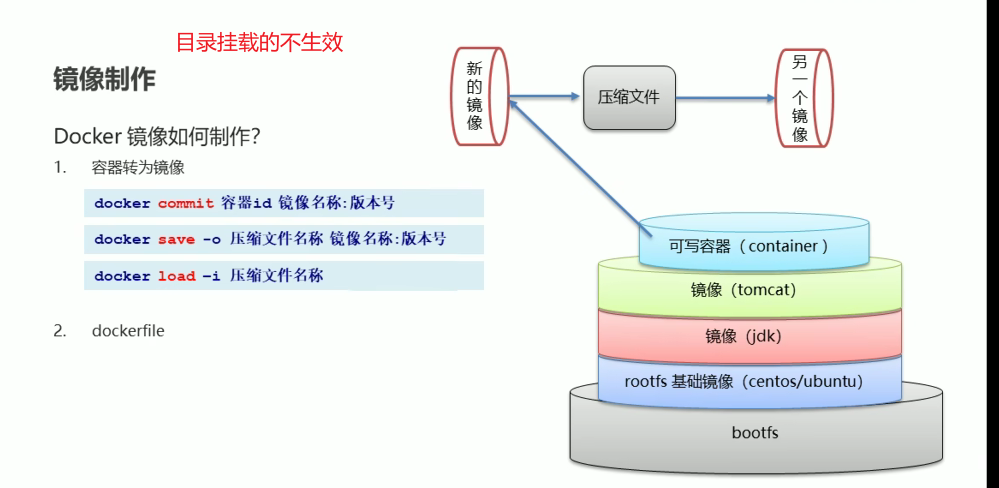 目录挂载的不生效
镜像制作
Docker 镜像如何制作？
1. 容器转为镜像
docker commit 容器id 镜像名称:版本号
docker save -o 压缩文件名称 镜像名称:版本号
docker load –i 压缩文件名称
2. dockerfile
新的镜像
压缩文件
另一个镜像
可写容器（container）
镜像（tomcat）
镜像（jdk）
rootfs 基础镜像（centos/ubuntu）
bootfs